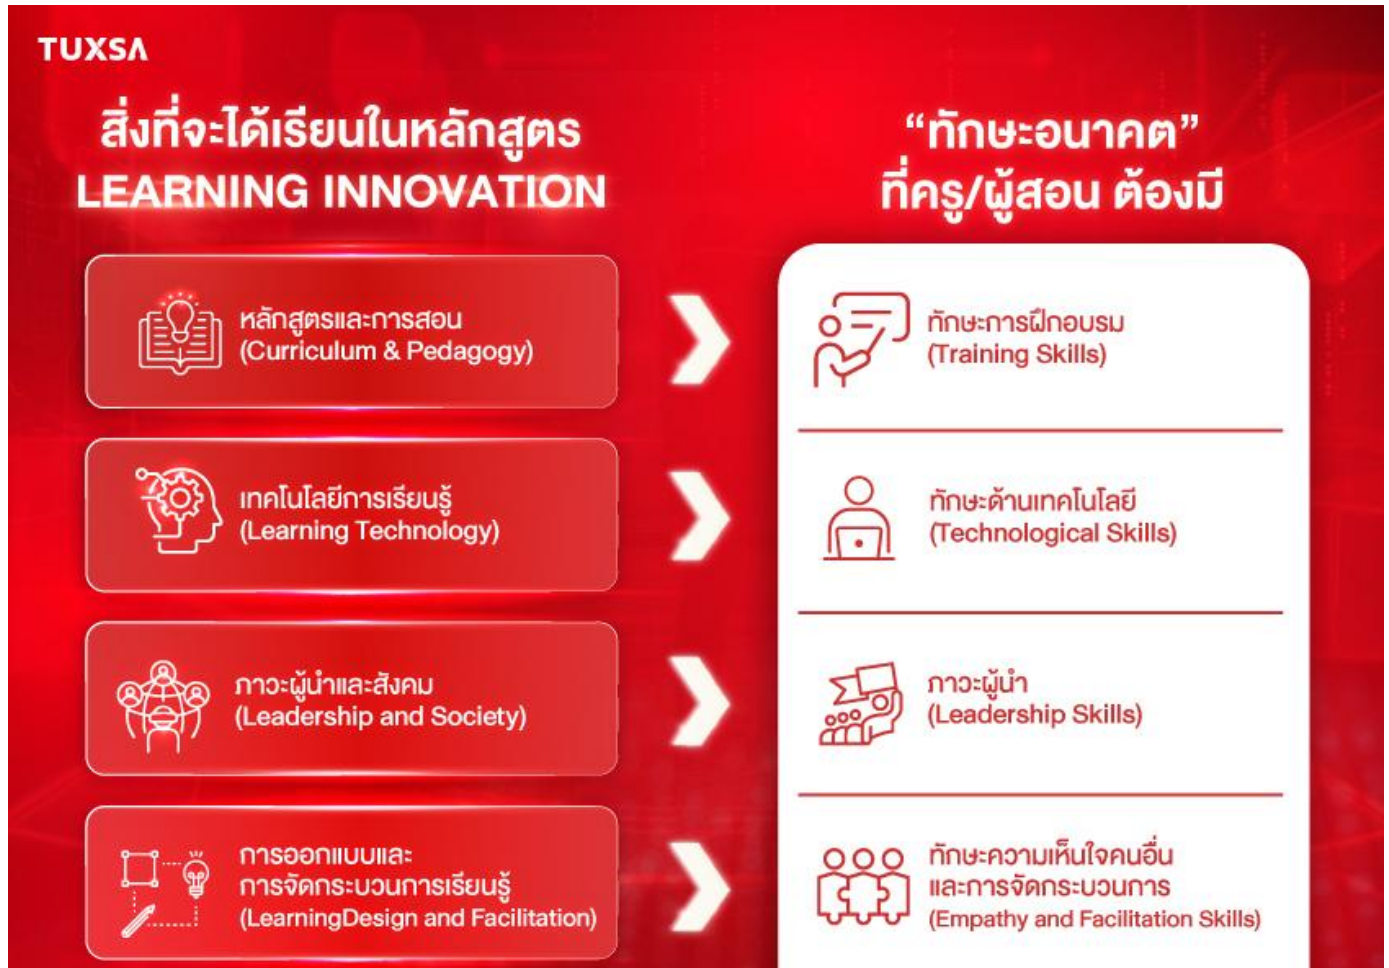 TUXSA
สิ่งที่จะได้เรียนในหลักสูตร
LEARNING INNOVATION
“ทักษะอนาคต”
ที่ครู/ผู้สอน ต้องมี
หลักสูตรและการสอน
(Curriculum & Pedagogy)
ทักษะการฝึกอบรม
(Training Skills)
เทคโนโลยีการเรียนรู้
(Learning Technology)
ทักษะด้านเทคโนโลยี
(Technological Skills)
ภาวะผู้นำและสังคม
(Leadership and Society)
ภาวะผู้นำ
(Leadership Skills)
การออกแบบและ
การจัดกระบวนการเรียนรู้
(LearningDesign and Facilitation)
ทักษะความเห็นใจคนอื่น
และการจัดกระบวนการ
(Empathy and Facilitation Skills)